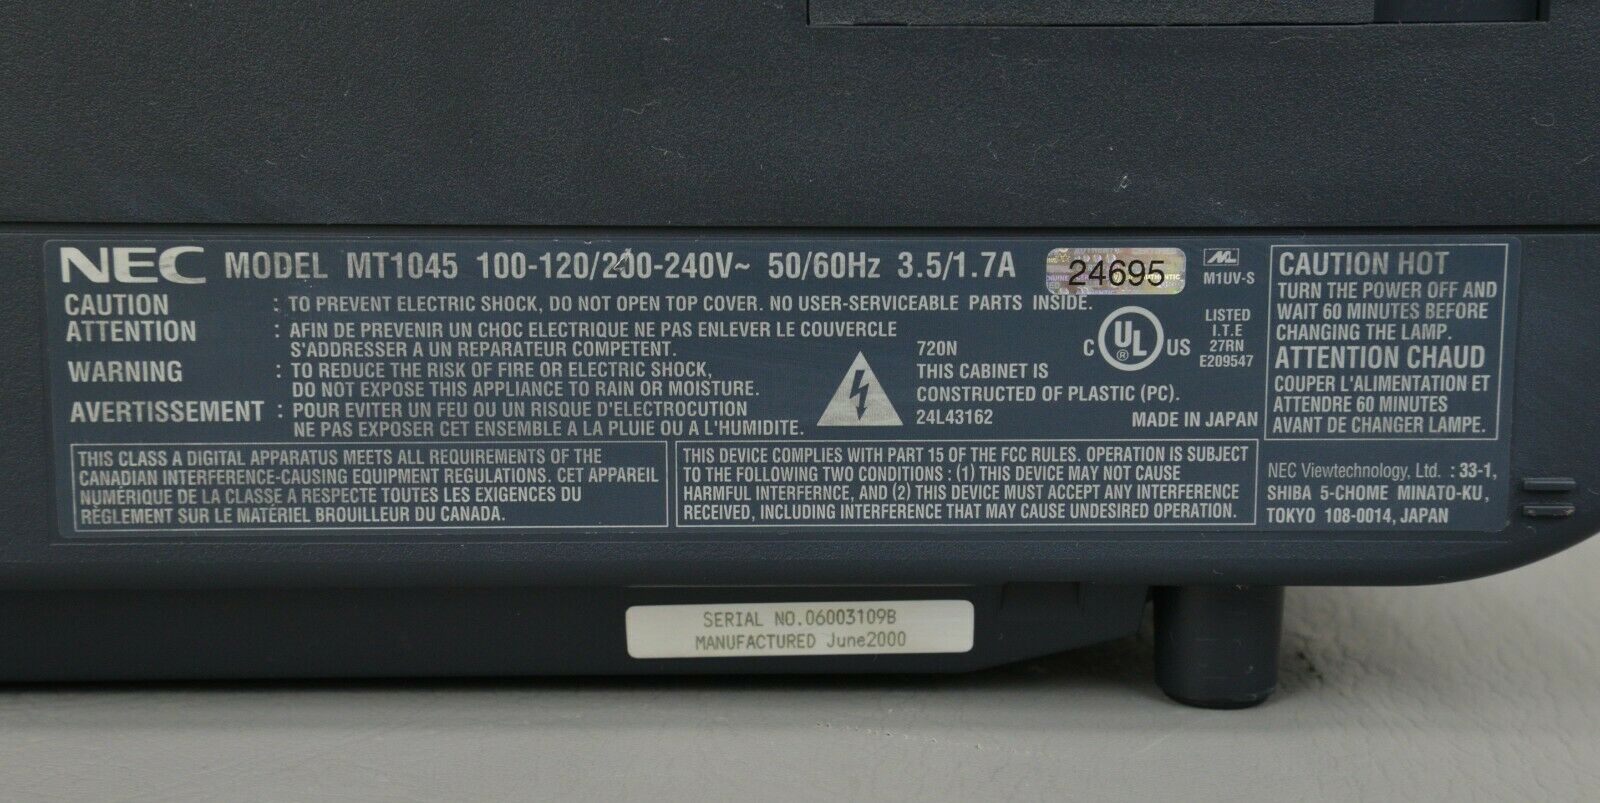 NEC MODEL MT1045 100-120/200-240V~ 50/60Hz 3.5/1.7A
24695
M1UV-S
CAUTION : TO PREVENT ELECTRIC SHOCK, DO NOT OPEN TOP COVER. NO USER-SERVICEABLE PARTS INSIDE.
ATTENTION : AFIN DE PREVENIR UN CHOC ELECTRIQUE NE PAS ENLEVER LE COUVERCLE
S'ADDRESSER A UN REPARATEUR COMPETENT.
WARNING : TO REDUCE THE RISK OF FIRE OR ELECTRIC SHOCK,
DO NOT EXPOSE THIS APPLIANCE TO RAIN OR MOISTURE.
AVERTISSEMENT : POUR EVITER UN FEU OU UN RISQUE D'ELECTROCUTION
NE PAS EXPOSER CET ENSEMBLE A LA PLUIE OU A L'HUMIDITE.
720N
THIS CABINET IS
CONSTRUCTED OF PLASTIC (PC).
24L43162
C UL ® US
LISTED
I.T.E
27RN
E209547
MADE IN JAPAN
CAUTION HOT
TURN THE POWER OFF AND
WAIT 60 MINUTES BEFORE
CHANGING THE LAMP.
ATTENTION CHAUD
COUPER L'ALIMENTATION ET
ATTENDRE 60 MINUTES
AVANT DE CHANGER LAMPE.
THIS CLASS A DIGITAL APPARATUS MEETS ALL REQUIREMENTS OF THE
CANADIAN INTERFERENCE-CAUSING EQUIPMENT REGULATIONS. CET APPAREIL
NUMÉRIQUE DE LA CLASSE A RESPECTE TOUTES LES EXIGENCES DU
RÈGLEMENT SUR LE MATÉRIEL BROUILLEUR DU CANADA.
THIS DEVICE COMPLIES WITH PART 15 OF THE FCC RULES. OPERATION IS SUBJECT
TO THE FOLLOWING TWO CONDITIONS : (1) THIS DEVICE MAY NOT CAUSE
HARMFUL INTERFERNCE, AND (2) THIS DEVICE MUST ACCEPT ANY INTERFERENCE
RECEIVED, INCLUDING INTERFERENCE THAT MAY CAUSE UNDESIRED OPERATION.
NEC Viewtechnology, Ltd. : 33-1,
SHIBA 5-CHOME MINATO-KU,
TOKYO 108-0014, JAPAN
SERIAL NO.06003109B
MANUFACTURED June2000